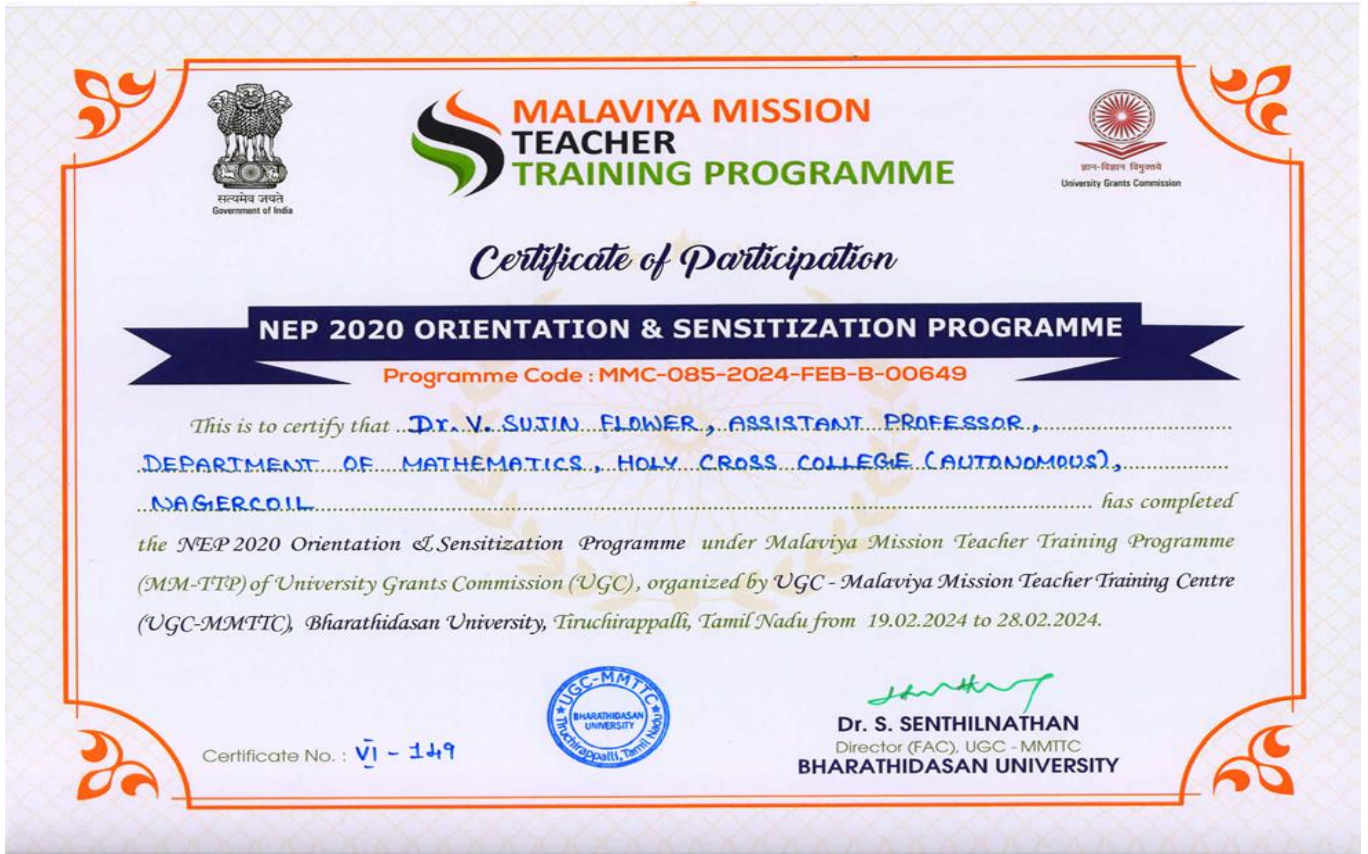 सत्यमेव जयते
Government of India
MALAVIYA MISSION
TEACHER
TRAINING PROGRAMME
ज्ञान-विज्ञान विमुक्तये
University Grants Commission
Certificate of Participation
NEP 2020 ORIENTATION & SENSITIZATION PROGRAMME
Programme Code : MMC-085-2024-FEB-B-00649
This is to certify that Dr. V. SUJIN FLOWER, ASSISTANT PROFESSOR,
DEPARTMENT OF MATHEMATICS, HOLY CROSS COLLEGE (AUTONOMOUS),
NAGERCOIL has completed
the NEP 2020 Orientation & Sensitization Programme under Malaviya Mission Teacher Training Programme
(MM-TTP) of University Grants Commission (UGC), organized by UGC - Malaviya Mission Teacher Training Centre
(UGC-MMTTC), Bharathidasan University, Tiruchirappalli, Tamil Nadu from 19.02.2024 to 28.02.2024.
UGC-MMTTC
BHARATHIDASAN
UNIVERSITY
Tiruchirappalli, Tamil Nadu
Dr. S. SENTHILNATHAN
Director (FAC), UGC - MMTTC
BHARATHIDASAN UNIVERSITY
Certificate No. : VI - 149